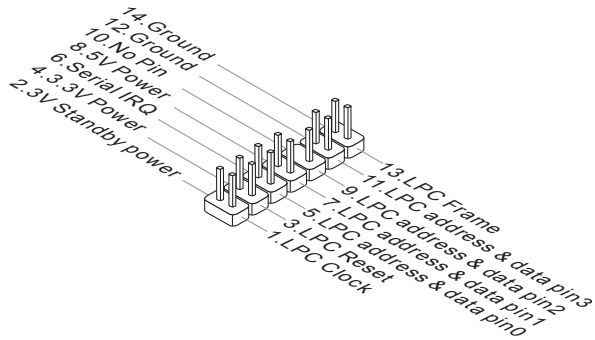 14.Ground
12.Ground
10.No Pin
8.5V Power
6.Serial IRQ
4.3.3V Power
2.3V Standby power
13.LPC Frame
11.LPC address & data pin3
9.LPC address & data pin2
7.LPC address & data pin1
5.LPC address & data pin0
3.LPC Reset
1.LPC Clock